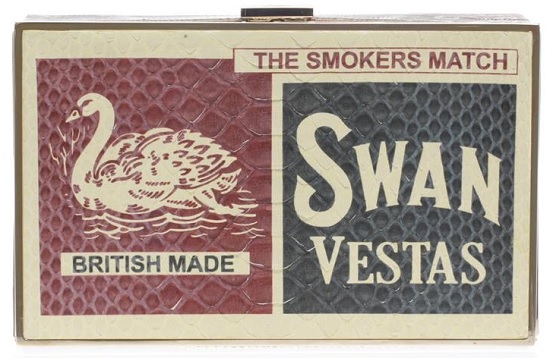 THE SMOKERS MATCH
SWAN
VESTAS
BRITISH MADE